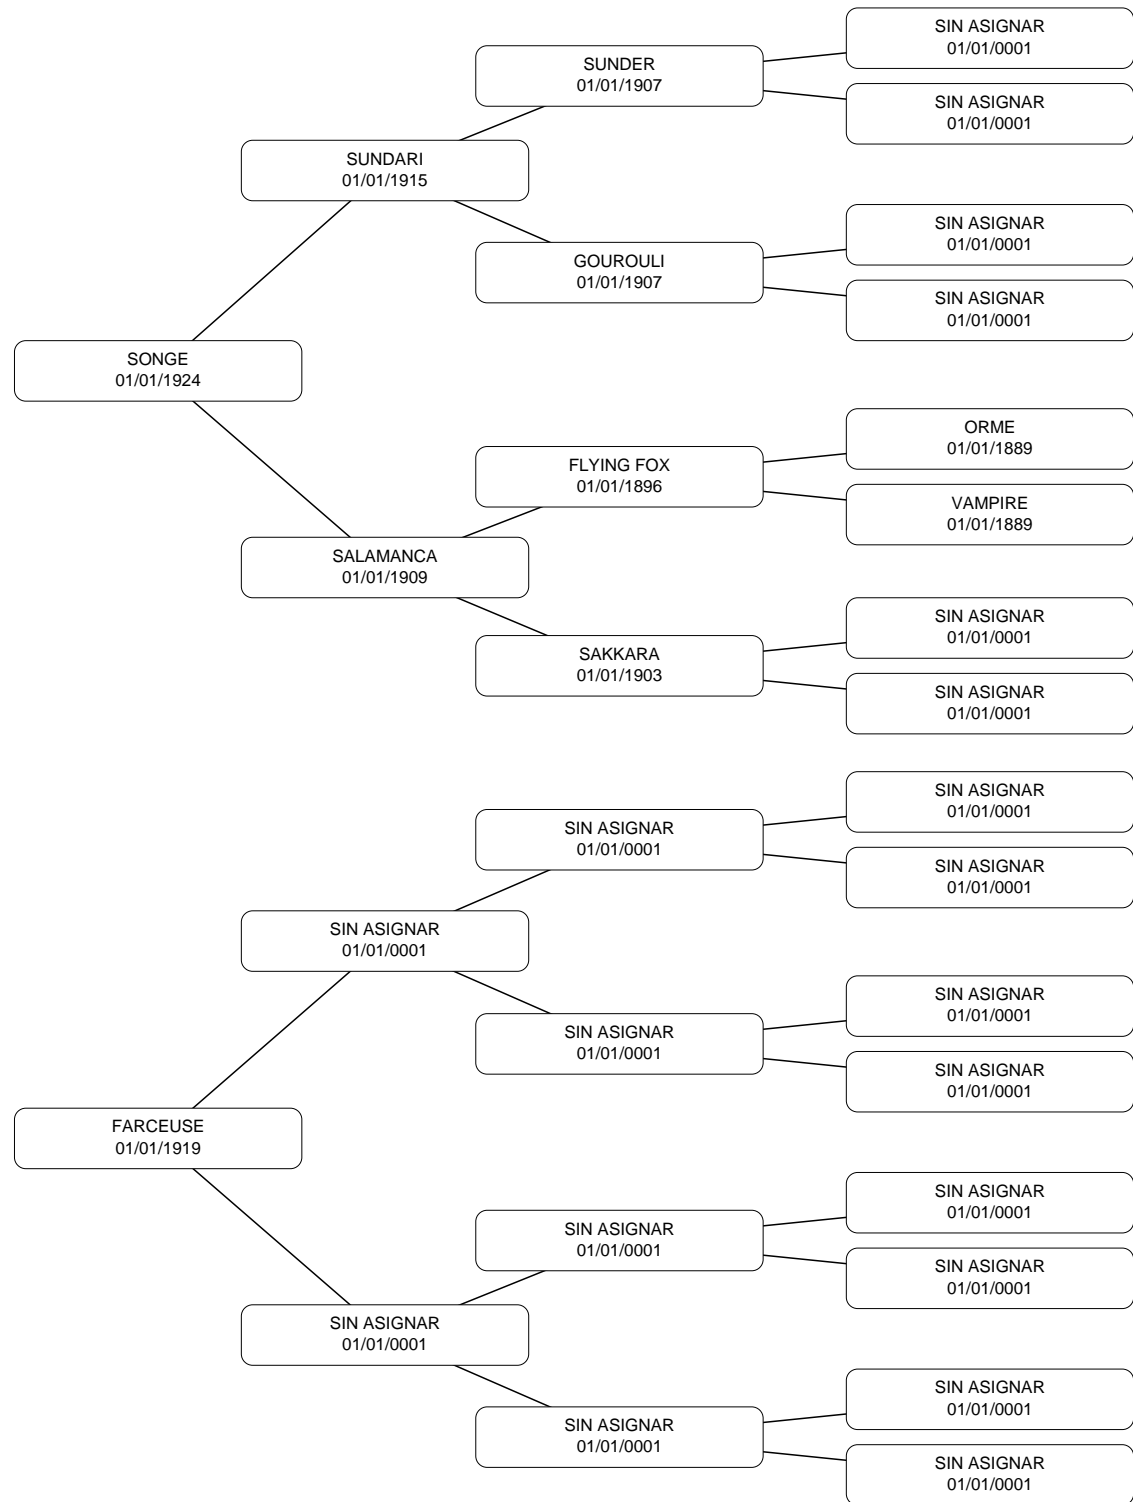 SIN ASIGNAR
01/01/0001
SUNDER
01/01/1907
SIN ASIGNAR
01/01/0001
SUNDARI
01/01/1915
SIN ASIGNAR
01/01/0001
GOUROULI
01/01/1907
SIN ASIGNAR
01/01/0001
SONGE
01/01/1924
ORME
01/01/1889
FLYING FOX
01/01/1896
VAMPIRE
01/01/1889
SALAMANCA
01/01/1909
SIN ASIGNAR
01/01/0001
SAKKARA
01/01/1903
SIN ASIGNAR
01/01/0001
SIN ASIGNAR
01/01/0001
SIN ASIGNAR
01/01/0001
SIN ASIGNAR
01/01/0001
SIN ASIGNAR
01/01/0001
SIN ASIGNAR
01/01/0001
SIN ASIGNAR
01/01/0001
SIN ASIGNAR
01/01/0001
FARCEUSE
01/01/1919
SIN ASIGNAR
01/01/0001
SIN ASIGNAR
01/01/0001
SIN ASIGNAR
01/01/0001
SIN ASIGNAR
01/01/0001
SIN ASIGNAR
01/01/0001
SIN ASIGNAR
01/01/0001
SIN ASIGNAR
01/01/0001